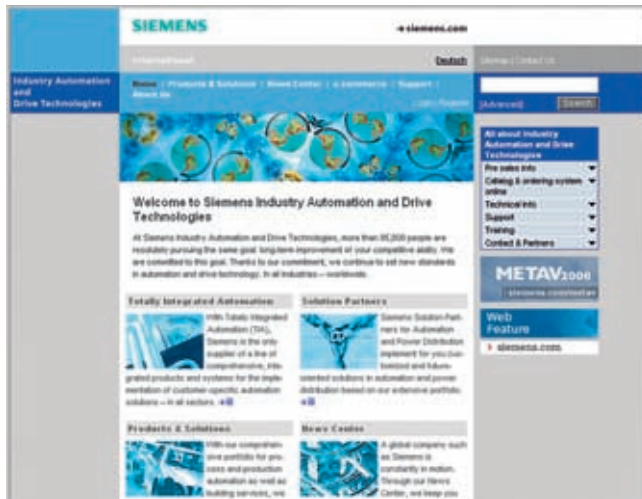 SIEMENS
siemens.com
International
Deutsch
Sitemap | Contact Us
Industry Automation
and
Drive Technologies
Home | Products & Solutions | News Center | e-commerce | Support |
About Us
Login | Register
[Advanced]
Search
All about Industry
Automation and Drive
Technologies
Pre sales info
Catalog & ordering system
online
Technical Info
Support
Training
Contact & Partners
Welcome to Siemens Industry Automation and Drive
Technologies
At Siemens Industry Automation and Drive Technologies, more than people are
resolutely pursuing the same goal: long-term improvement of your competitive ability. We
are committed to this goal. Thanks to our commitment, we continue to set new standards
in automation and drive technology. In all industries – worldwide.
METAV2008
siemens.com/metav
Web
Feature
siemens.com
Totally Integrated Automation
With Totally Integrated
Automation (TIA),
Siemens is the only
supplier of a line of
comprehensive, inte-
grated products and systems for the imple-
mentation of customer-specific automation
solutions – in all sectors.
Solution Partners
Siemens Solution Part-
ners for Automation
and Power Distribution
implement for you cus-
tomized and future-
oriented solutions in automation and power
distribution based on our extensive portfolio.
Products & Solutions
With our comprehen-
sive portfolio for pro-
cess and production
automation as well as
building services, we
News Center
A global company such
as Siemens is
constantly in motion.
Through our News
Center, we keep you